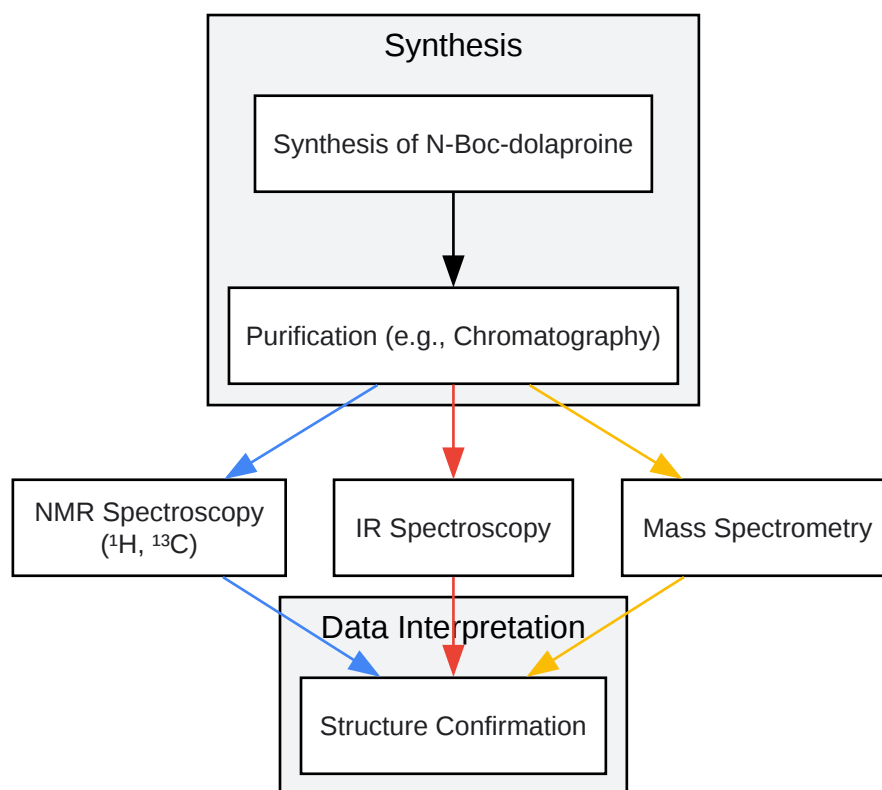 Synthesis
Synthesis of N-Boc-dolaproine
Purification (e.g., Chromatography)
NMR Spectroscopy
(¹H, ¹³C)
IR Spectroscopy
Mass Spectrometry
Data Interpretation
Structure Confirmation